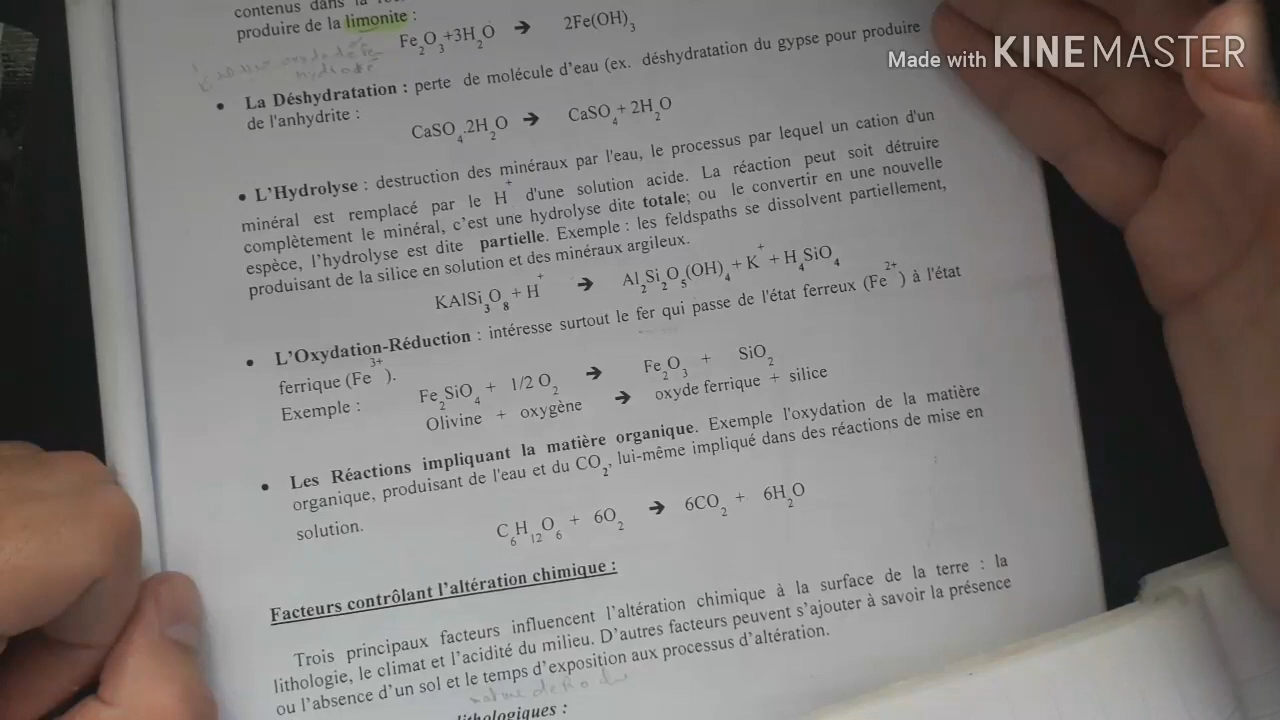 contenus dans la
produire de la limonite :
Fe2O3+3H2O → 2Fe(OH)3
Made with KINEMASTER
• La Déshydratation : perte de molécule d'eau (ex. déshydratation du gypse pour produire
de l'anhydrite :
CaSO4.2H2O → CaSO4+ 2H2O
• L'Hydrolyse : destruction des minéraux par l'eau, le processus par lequel un cation d'un
minéral est remplacé par le H+ d'une solution acide. La réaction peut soit détruire
complètement le minéral, c'est une hydrolyse dite totale; ou le convertir en une nouvelle
espèce, l'hydrolyse est dite partielle. Exemple : les feldspaths se dissolvent partiellement,
produisant de la silice en solution et des minéraux argileux.
KAlSi3O8 + H+ → Al2Si2O5(OH)4 + K+ + H4SiO4
• L'Oxydation-Réduction : intéresse surtout le fer qui passe de l'état ferreux (Fe2+) à l'état
ferrique (Fe3+).
Exemple : Fe2SiO4 + 1/2 O2 → Fe2O3 + SiO2
Olivine + oxygène → oxyde ferrique + silice
• Les Réactions impliquant la matière organique. Exemple l'oxydation de la matière
organique, produisant de l'eau et du CO2, lui-même impliqué dans des réactions de mise en
solution.
C6H12O6 + 6O2 → 6CO2 + 6H2O
Facteurs contrôlant l'altération chimique :
Trois principaux facteurs influencent l'altération chimique à la surface de la terre : la
lithologie, le climat et l'acidité du milieu. D'autres facteurs peuvent s'ajouter à savoir la présence
ou l'absence d'un sol et le temps d'exposition aux processus d'altération.
lithologiques :